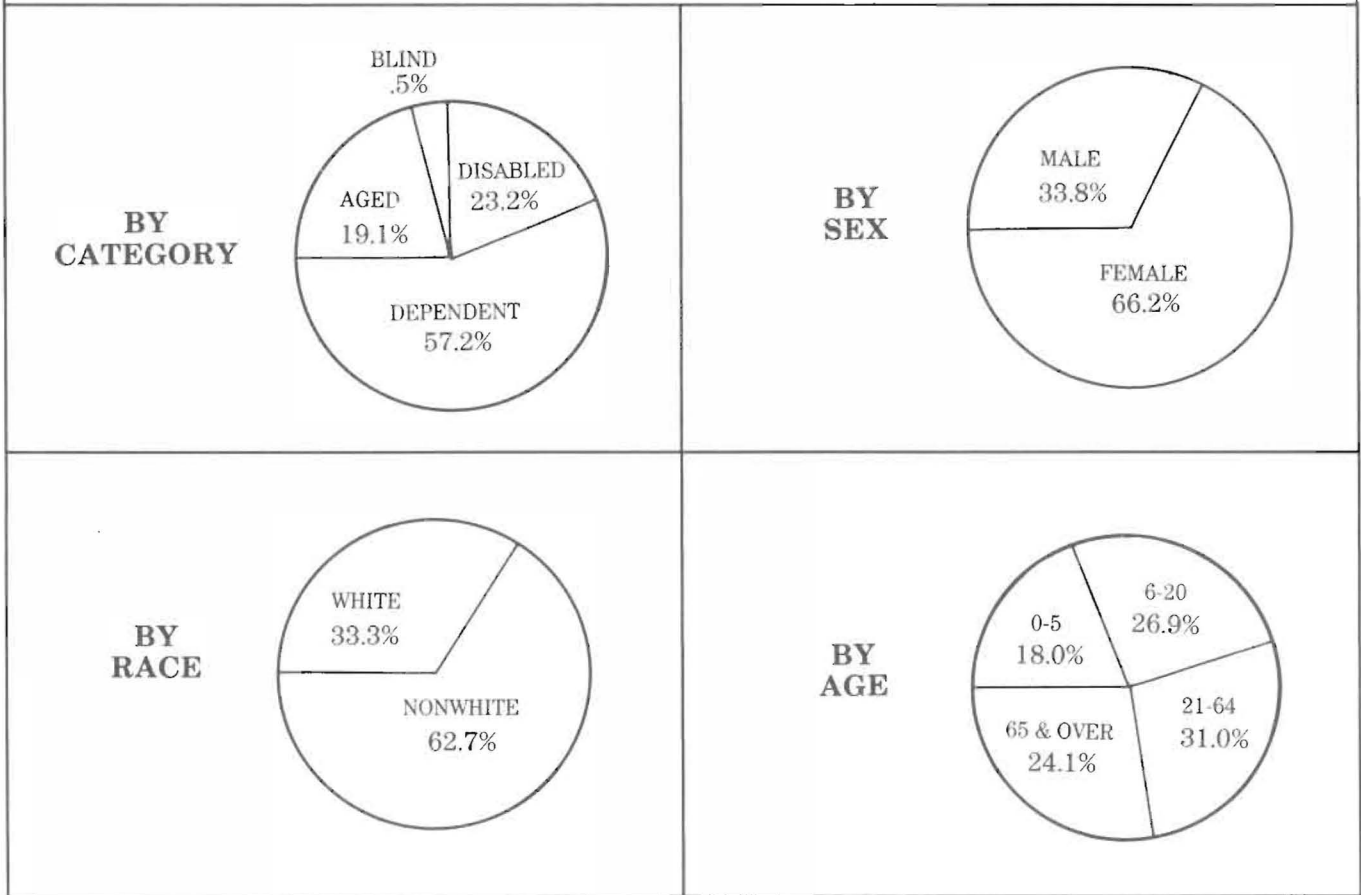 BY
CATEGORY
BLIND
.5%
DISABLED
23.2%
AGED
19.1%
DEPENDENT
57.2%
BY
SEX
MALE
33.8%
FEMALE
66.2%
BY
RACE
WHITE
33.3%
NONWHITE
62.7%
BY
AGE
6-20
26.9%
0-5
18.0%
21-64
31.0%
65 & OVER
24.1%